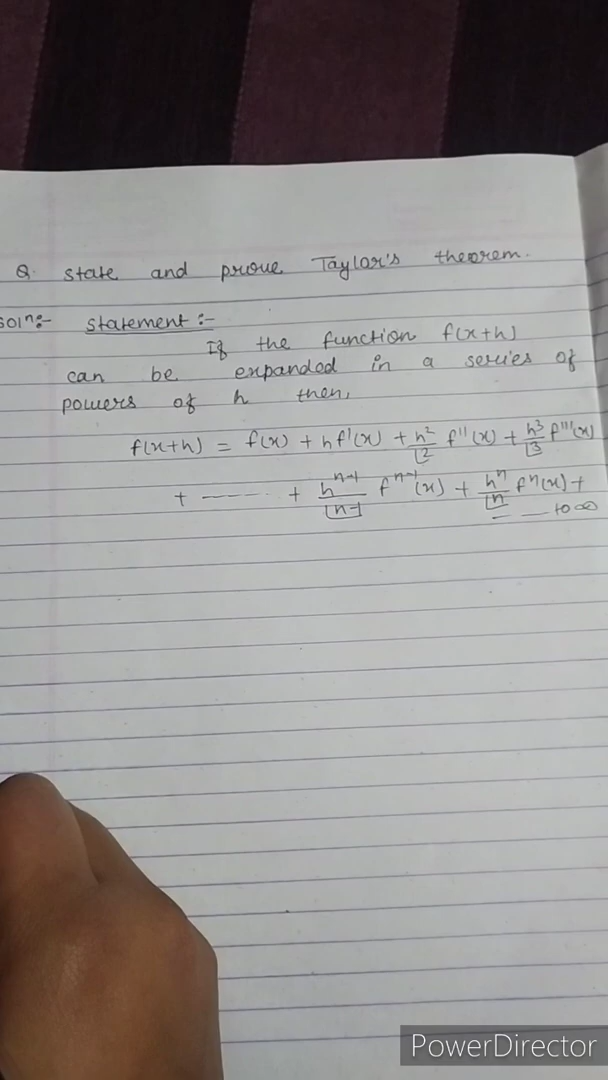 Q. state and prove Taylor's theorem.
Soln:- statement :-
If the function f(x+h)
can be expanded in a series of
powers of h then,
f(x+h) = f(x) + hf'(x) + h²/⌊2 f''(x) + h³/⌊3 f'''(x)
+ ------ + hⁿ⁻¹/⌊n-1 fⁿ⁻¹(x) + hⁿ/⌊n fⁿ(x) +
— — to ∞
PowerDirector